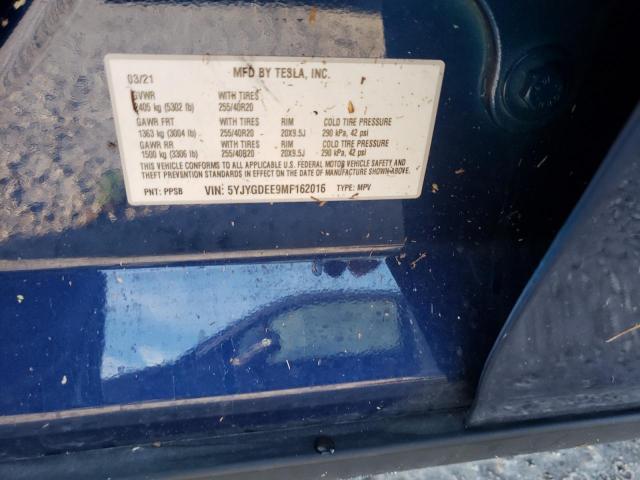 03/21 MFD BY TESLA, INC.
GVWR WITH TIRES
2405 kg (5302 lb) 255/40R20
GAWR FRT WITH TIRES RIM COLD TIRE PRESSURE
1363 kg (3004 lb) 255/40R20 20X9.5J 290 kPa, 42 psi
GAWR RR WITH TIRES RIM COLD TIRE PRESSURE
1500 kg (3306 lb) 255/40R20 20X9.5J 290 kPa, 42 psi
THIS VEHICLE CONFORMS TO ALL APPLICABLE U.S. FEDERAL MOTOR VEHICLE SAFETY AND
THEFT PREVENTION STANDARDS IN EFFECT ON THE DATE OF MANUFACTURE SHOWN ABOVE.
PNT: PPSB VIN: 5YJYGDEE9MF162016 TYPE: MPV